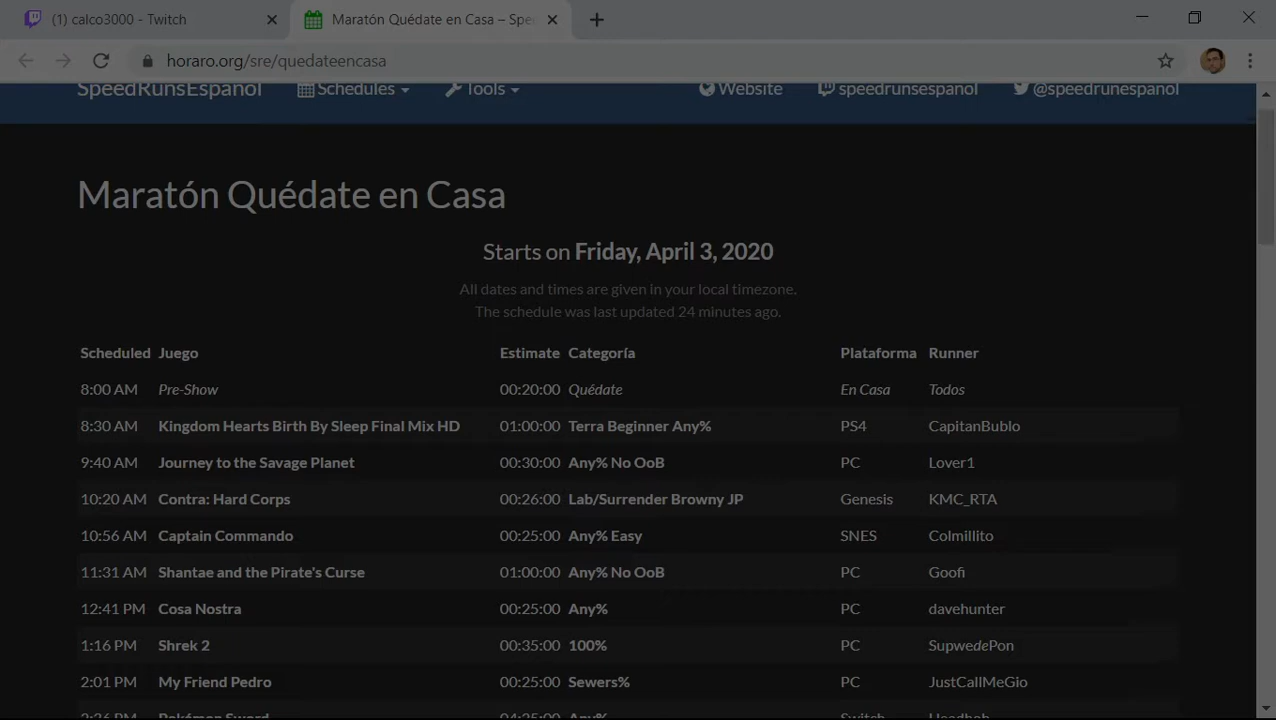 (1) calco3000 - Twitch
Maratón Quédate en Casa – Spe
horaro.org/sre/quedateencasa
SpeedRunsEspañol Schedules Tools Website speedrunsespanol @speedrunespanol
Maratón Quédate en Casa
Starts on Friday, April 3, 2020
All dates and times are given in your local timezone.
The schedule was last updated 24 minutes ago.
Scheduled Juego Estimate Categoría Plataforma Runner
8:00 AM Pre-Show 00:20:00 Quédate En Casa Todos
8:30 AM Kingdom Hearts Birth By Sleep Final Mix HD 01:00:00 Terra Beginner Any% PS4 CapitanBublo
9:40 AM Journey to the Savage Planet 00:30:00 Any% No OoB PC Lover1
10:20 AM Contra: Hard Corps 00:26:00 Lab/Surrender Browny JP Genesis KMC_RTA
10:56 AM Captain Commando 00:25:00 Any% Easy SNES Colmillito
11:31 AM Shantae and the Pirate's Curse 01:00:00 Any% No OoB PC Goofi
12:41 PM Cosa Nostra 00:25:00 Any% PC davehunter
1:16 PM Shrek 2 00:35:00 100% PC SupwedePon
2:01 PM My Friend Pedro 00:25:00 Sewers% PC JustCallMeGio
Pokémon Sword Any% Switch